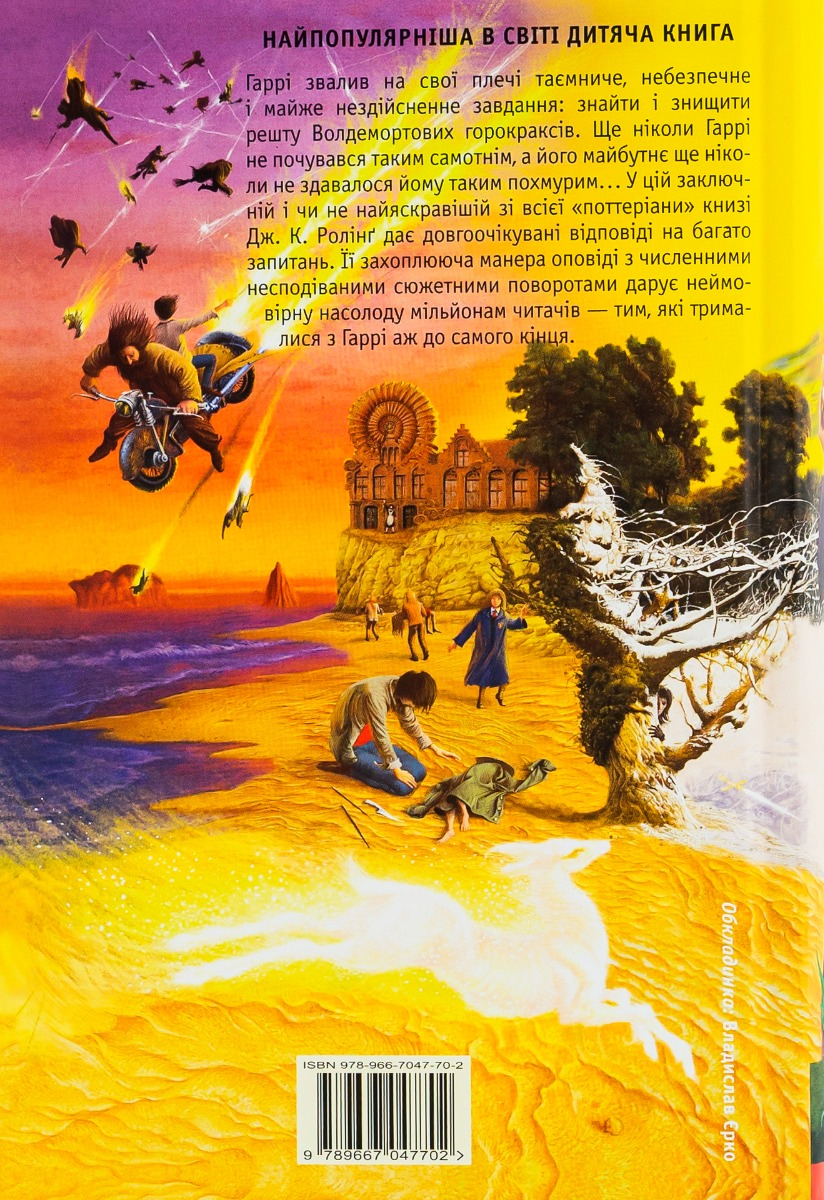 НАЙПОПУЛЯРНІША В СВІТІ ДИТЯЧА КНИГА
Гаррі звалив на свої плечі таємниче, небезпечне
і майже нездійсненне завдання: знайти і знищити
решту Волдемортових горокраксів. Ще ніколи Гаррі
не почувався таким самотнім, а його майбутнє ще ніко-
ли не здавалося йому таким похмурим... У цій заключ-
ній і чи не найяскравішій зі всієї «поттеріани» книзі
Дж. К. Ролінґ дає довгоочікувані відповіді на багато
запитань. Її захоплююча манера оповіді з численними
несподіваними сюжетними поворотами дарує неймо-
вірну насолоду мільйонам читачів — тим, які трима-
лися з Гаррі аж до самого кінця.
Обкладинка: Владислав Єрко
ISBN 978-966-7047-70-2
9 789667 047702 >